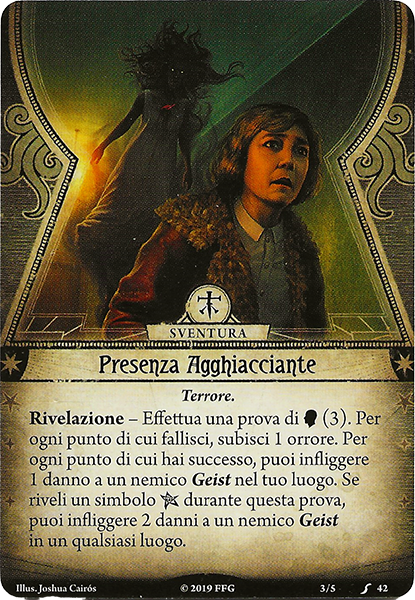 SVENTURA
Presenza Agghiacciante
Terrore.
Rivelazione – Effettua una prova di (3). Per
ogni punto di cui fallisci, subisci 1 orrore. Per
ogni punto di cui hai successo, puoi infliggere
1 danno a un nemico Geist nel tuo luogo. Se
riveli un simbolo durante questa prova,
puoi infliggere 2 danni a un nemico Geist
in un qualsiasi luogo.
Illus. Joshua Cairós © 2019 FFG 3/5 42